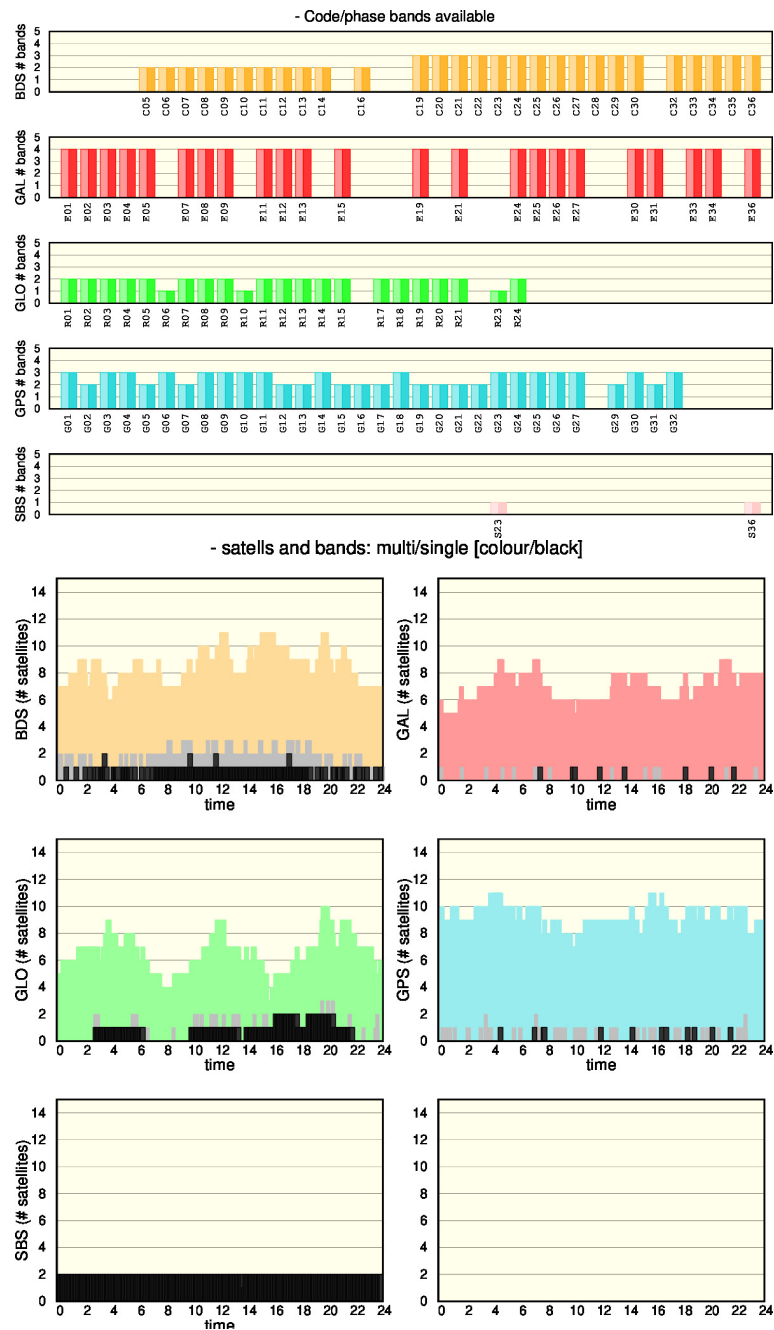 - Code/phase bands available
BDS # bands
5
4
3
2
1
0
C05 C06 C07 C08 C09 C10 C11 C12 C13 C14 C16 C19 C20 C21 C22 C23 C24 C25 C26 C27 C28 C29 C30 C32 C33 C34 C35 C36
GAL # bands
5
4
3
2
1
0
E01 E02 E03 E04 E05 E07 E08 E09 E11 E12 E13 E15 E19 E21 E24 E25 E26 E27 E30 E31 E33 E34 E36
GLO # bands
5
4
3
2
1
0
R01 R02 R03 R04 R05 R06 R07 R08 R09 R10 R11 R12 R13 R14 R15 R17 R18 R19 R20 R21 R23 R24
GPS # bands
5
4
3
2
1
0
G01 G02 G03 G04 G05 G06 G07 G08 G09 G10 G11 G12 G13 G14 G15 G16 G17 G18 G19 G20 G21 G22 G23 G24 G25 G26 G27 G29 G30 G31 G32
SBS # bands
5
4
3
2
1
0
S23 S36
- satells and bands: multi/single [colour/black]
BDS (# satellites)
14
12
10
8
6
4
2
0
0 2 4 6 8 10 12 14 16 18 20 22 24
time
GAL (# satellites)
14
12
10
8
6
4
2
0
0 2 4 6 8 10 12 14 16 18 20 22 24
time
GLO (# satellites)
14
12
10
8
6
4
2
0
0 2 4 6 8 10 12 14 16 18 20 22 24
time
GPS (# satellites)
14
12
10
8
6
4
2
0
0 2 4 6 8 10 12 14 16 18 20 22 24
time
SBS (# satellites)
14
12
10
8
6
4
2
0
0 2 4 6 8 10 12 14 16 18 20 22 24
time
14
12
10
8
6
4
2
0
0 2 4 6 8 10 12 14 16 18 20 22 24